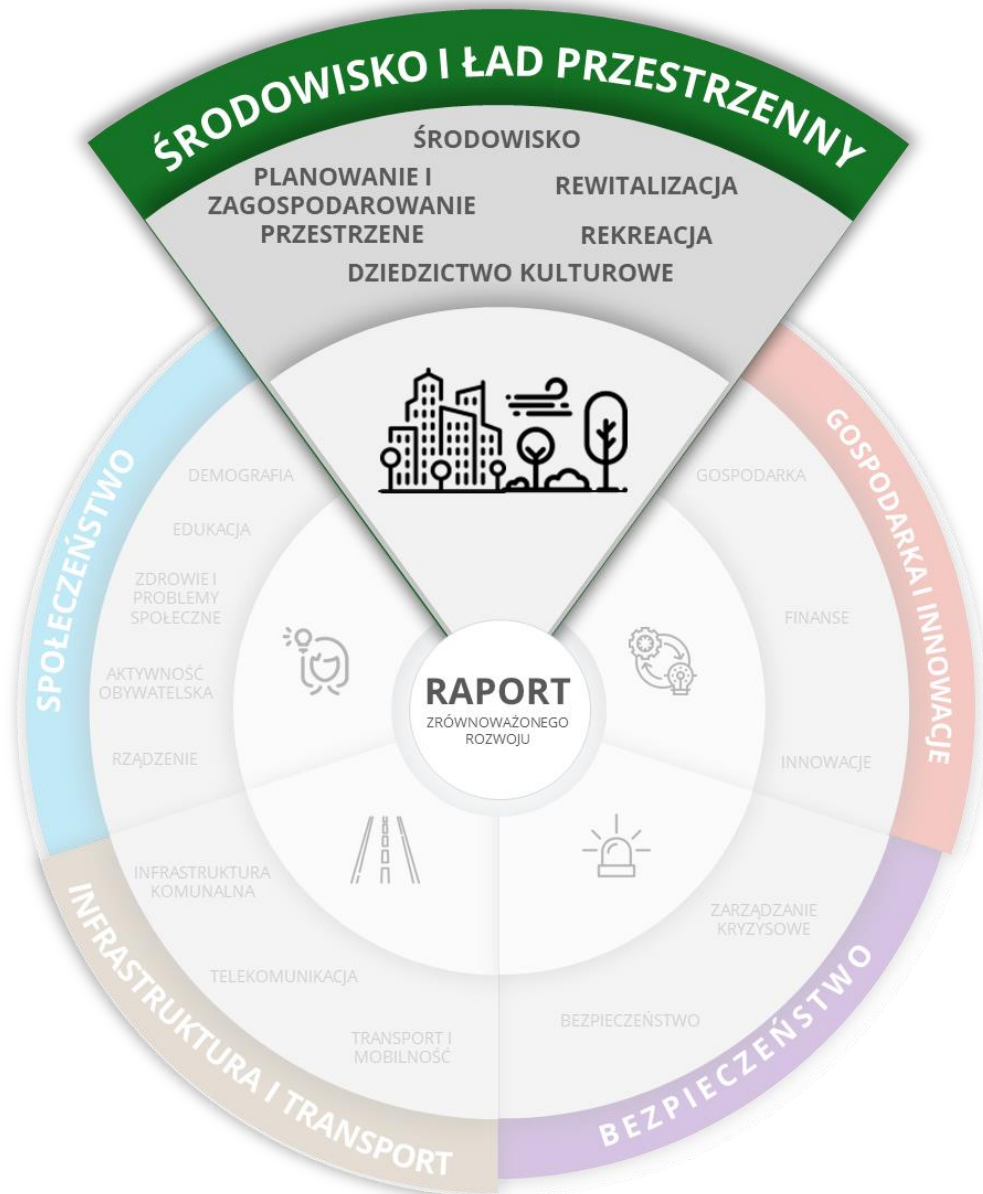 ŚRODOWISKO I ŁAD PRZESTRZENNY
ŚRODOWISKO
PLANOWANIE I
ZAGOSPODAROWANIE
PRZESTRZENE
REWITALIZACJA
REKREACJA
DZIEDZICTWO KULTUROWE
GOSPODARKA I INNOWACJE
GOSPODARKA
FINANSE
INNOWACJE
BEZPIECZEŃSTWO
ZARZĄDZANIE
KRYZYSOWE
BEZPIECZEŃSTWO
INFRASTRUKTURA I TRANSPORT
INFRASTRUKTURA
KOMUNALNA
TELEKOMUNIKACJA
TRANSPORT I
MOBILNOŚĆ
SPOŁECZEŃSTWO
DEMOGRAFIA
EDUKACJA
ZDROWIE I
PROBLEMY
SPOŁECZNE
AKTYWNOŚĆ
OBYWATELSKA
RZĄDZENIE
RAPORT
ZRÓWNOWAŻONEGO
ROZWOJU